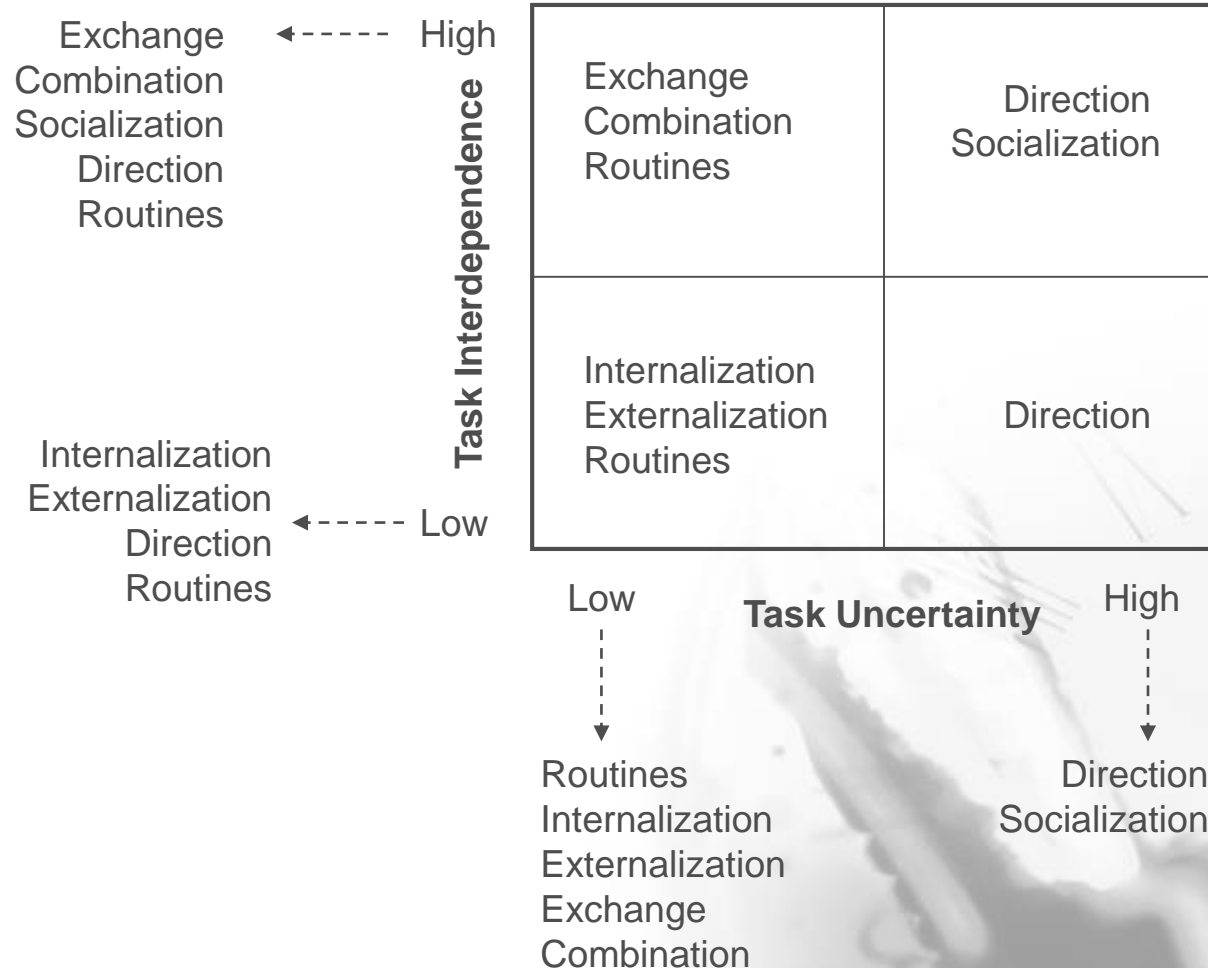 Exchange
Combination
Socialization
Direction
Routines
High
Task Interdependence
Exchange
Combination
Routines
Direction
Socialization
Internalization
Externalization
Direction
Routines
Low
Internalization
Externalization
Routines
Direction
Low
Task Uncertainty
High
Routines
Internalization
Externalization
Exchange
Combination
Direction
Socialization